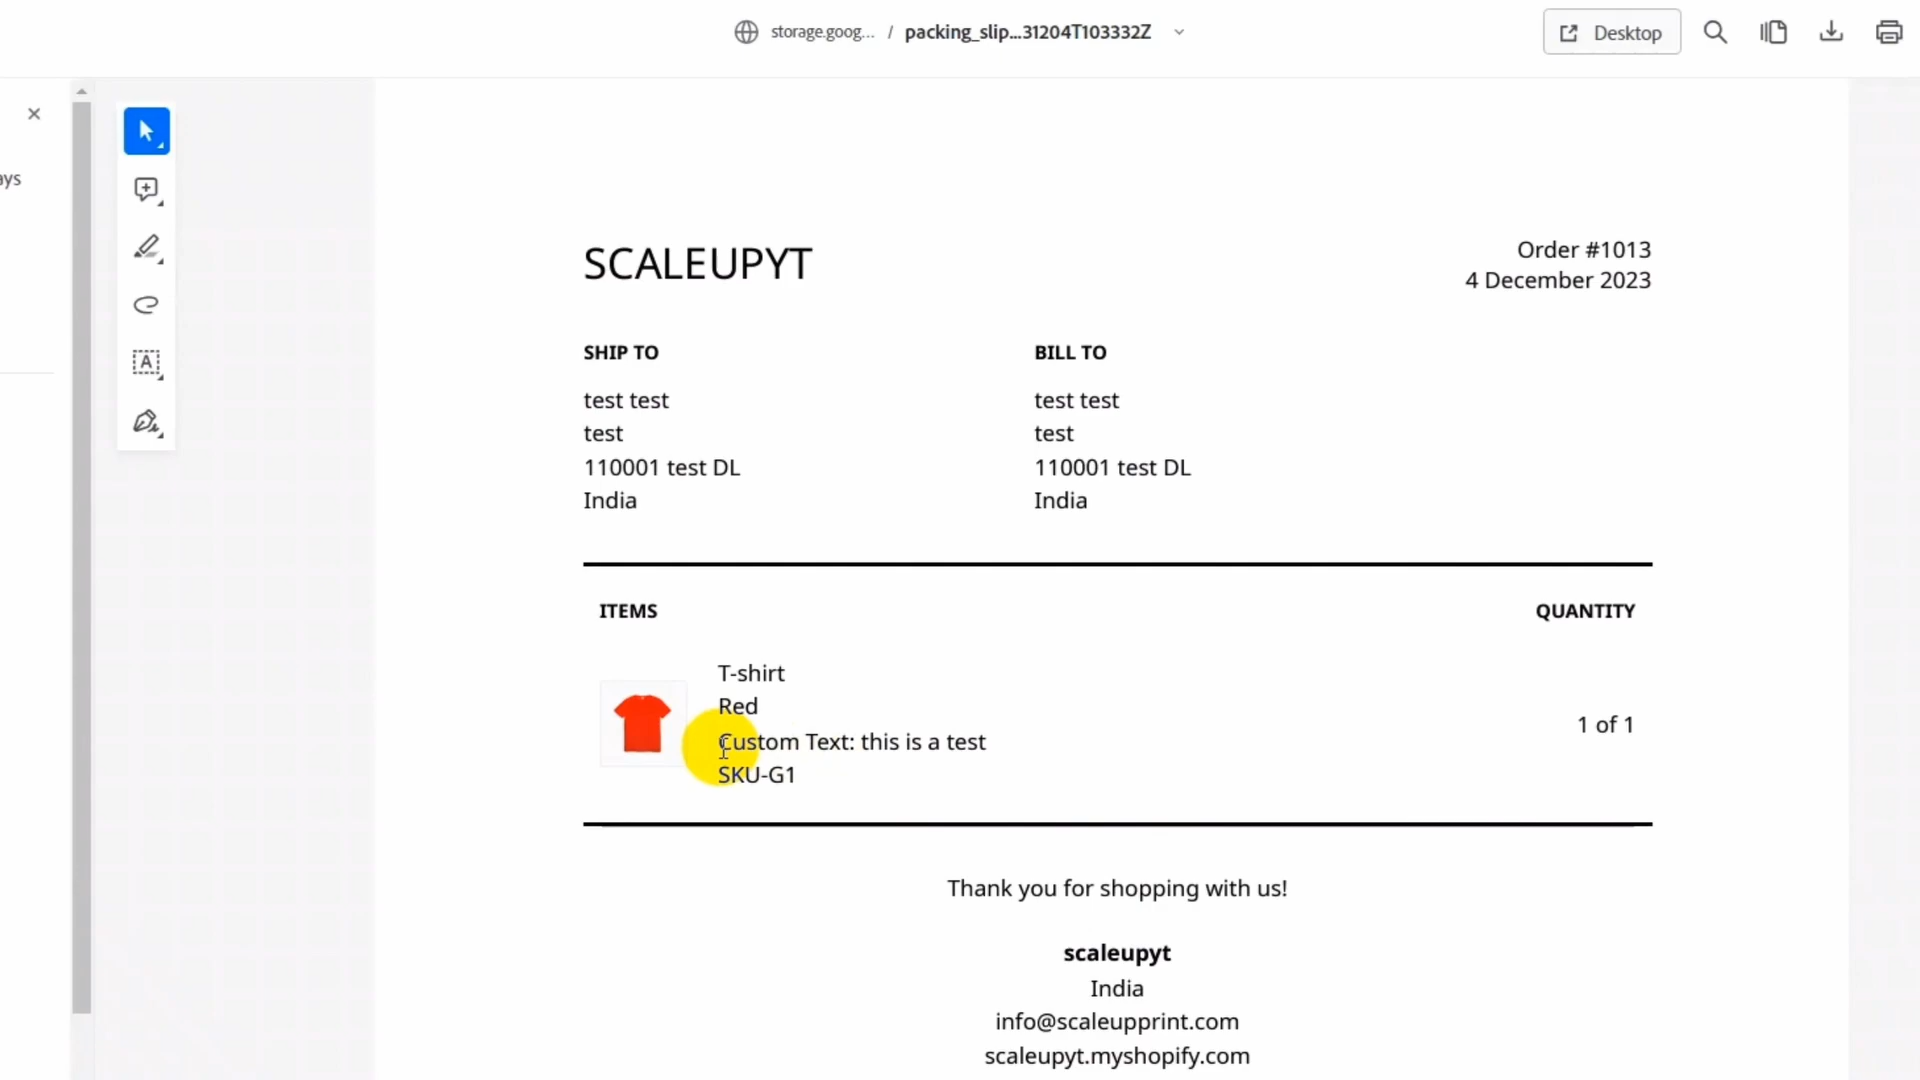 storage.goog... / packing_slip...31204T103332Z
Desktop
ays
A
SCALEUPYT
Order #1013
4 December 2023
SHIP TO
BILL TO
test test
test test
test
test
110001 test DL
110001 test DL
India
India
ITEMS
QUANTITY
T-shirt
Red
Custom Text: this is a test
SKU-G1
1 of 1
Thank you for shopping with us!
scaleupyt
India
info@scaleupprint.com
scaleupyt.myshopify.com